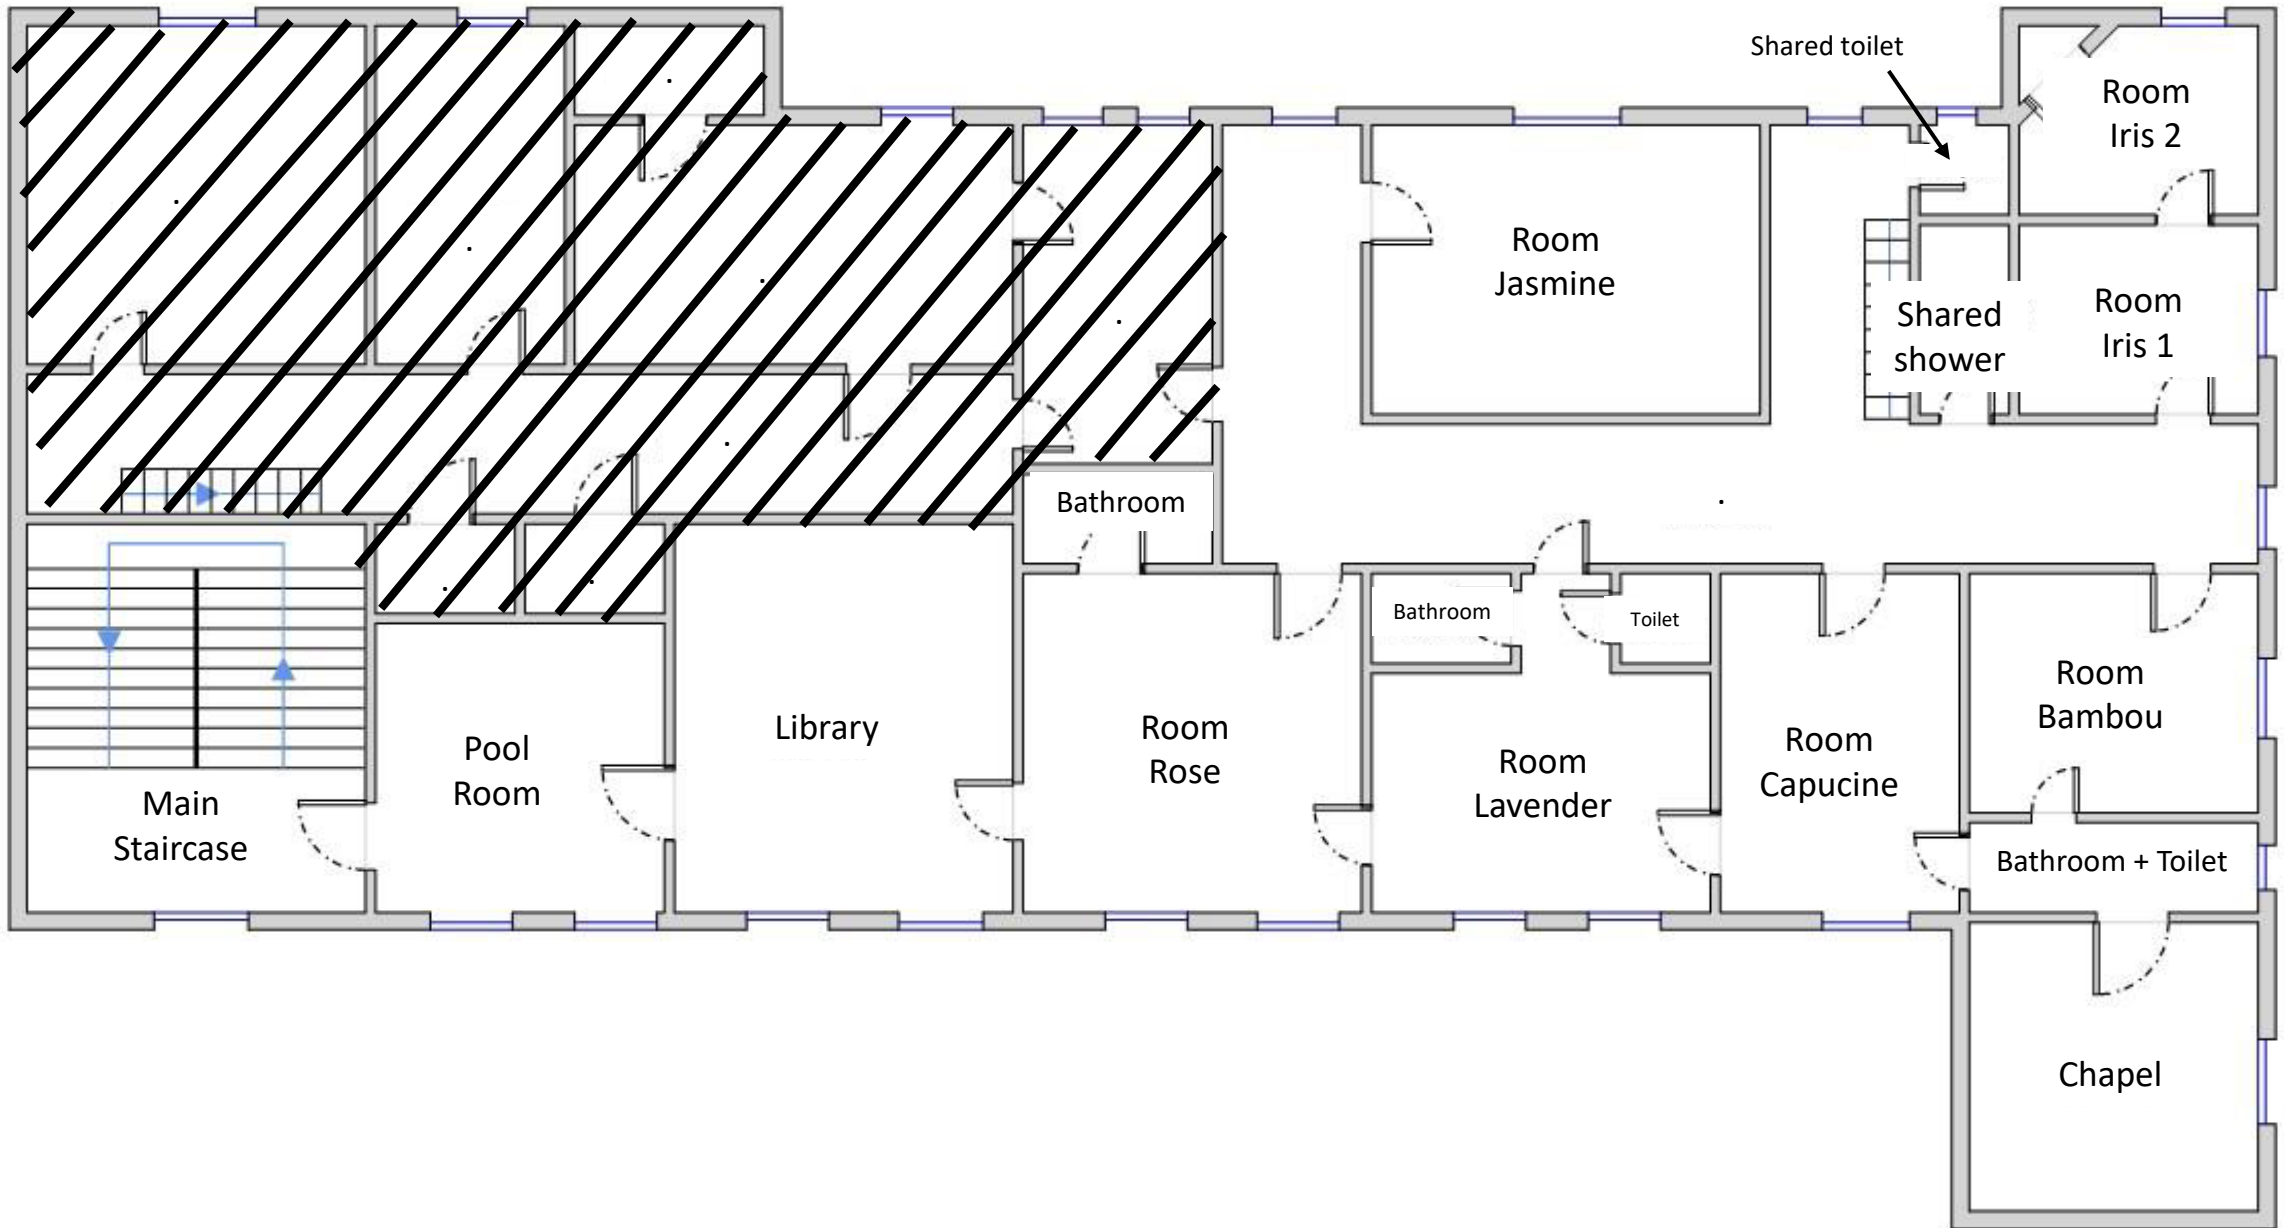 Shared toilet
Room
Iris 2
Room
Jasmine
Shared
shower
Room
Iris 1
Bathroom
Bathroom
Toilet
Room
Bambou
Library
Room
Rose
Pool
Room
Room
Lavender
Room
Capucine
Main
Staircase
Bathroom + Toilet
Chapel